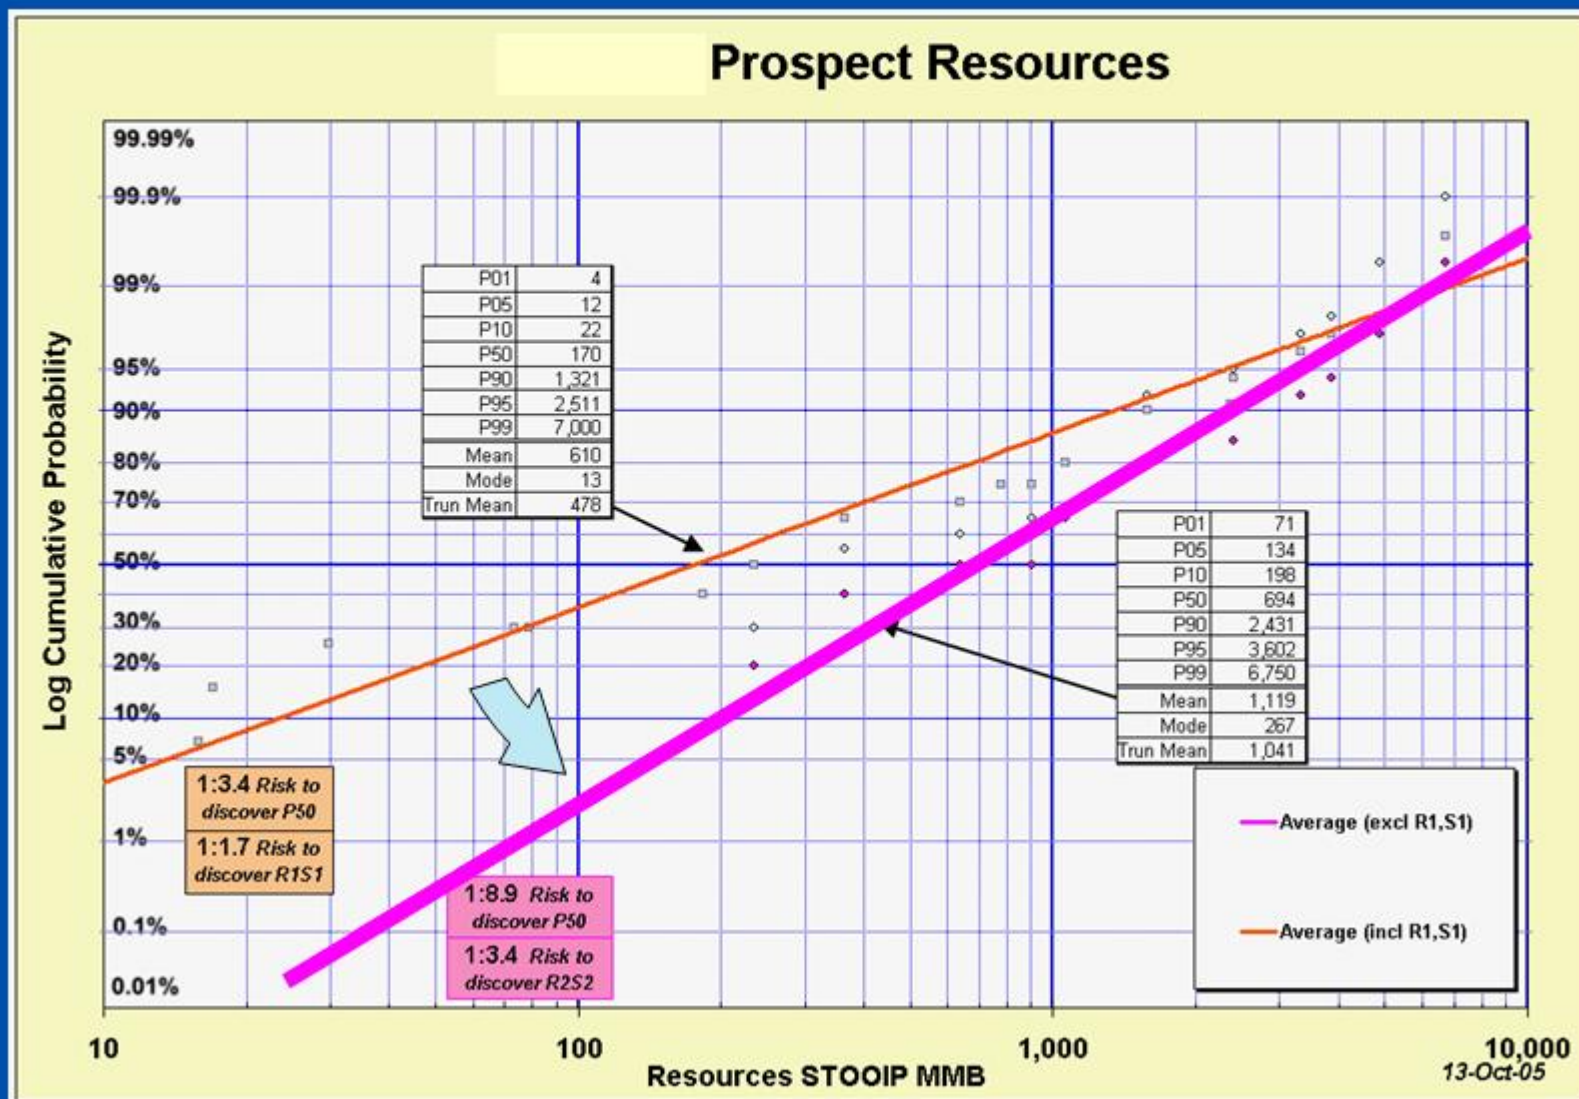 Prospect Resources
Log Cumulative Probability
99.99%
99.9%
99%
95%
90%
80%
70%
50%
30%
20%
10%
5%
1%
0.1%
0.01%
P01 4
P05 12
P10 22
P50 170
P90 1,321
P95 2,511
P99 7,000
Mean 610
Mode 13
Trun Mean 478
P01 71
P05 134
P10 198
P50 694
P90 2,431
P95 3,602
P99 6,750
Mean 1,119
Mode 267
Trun Mean 1,041
1:3.4 Risk to
discover P50
1:1.7 Risk to
discover R1S1
1:8.9 Risk to
discover P50
1:3.4 Risk to
discover R2S2
Average (excl R1,S1)
Average (incl R1,S1)
10 100 1,000 10,000
Resources STOOIP MMB
13-Oct-05